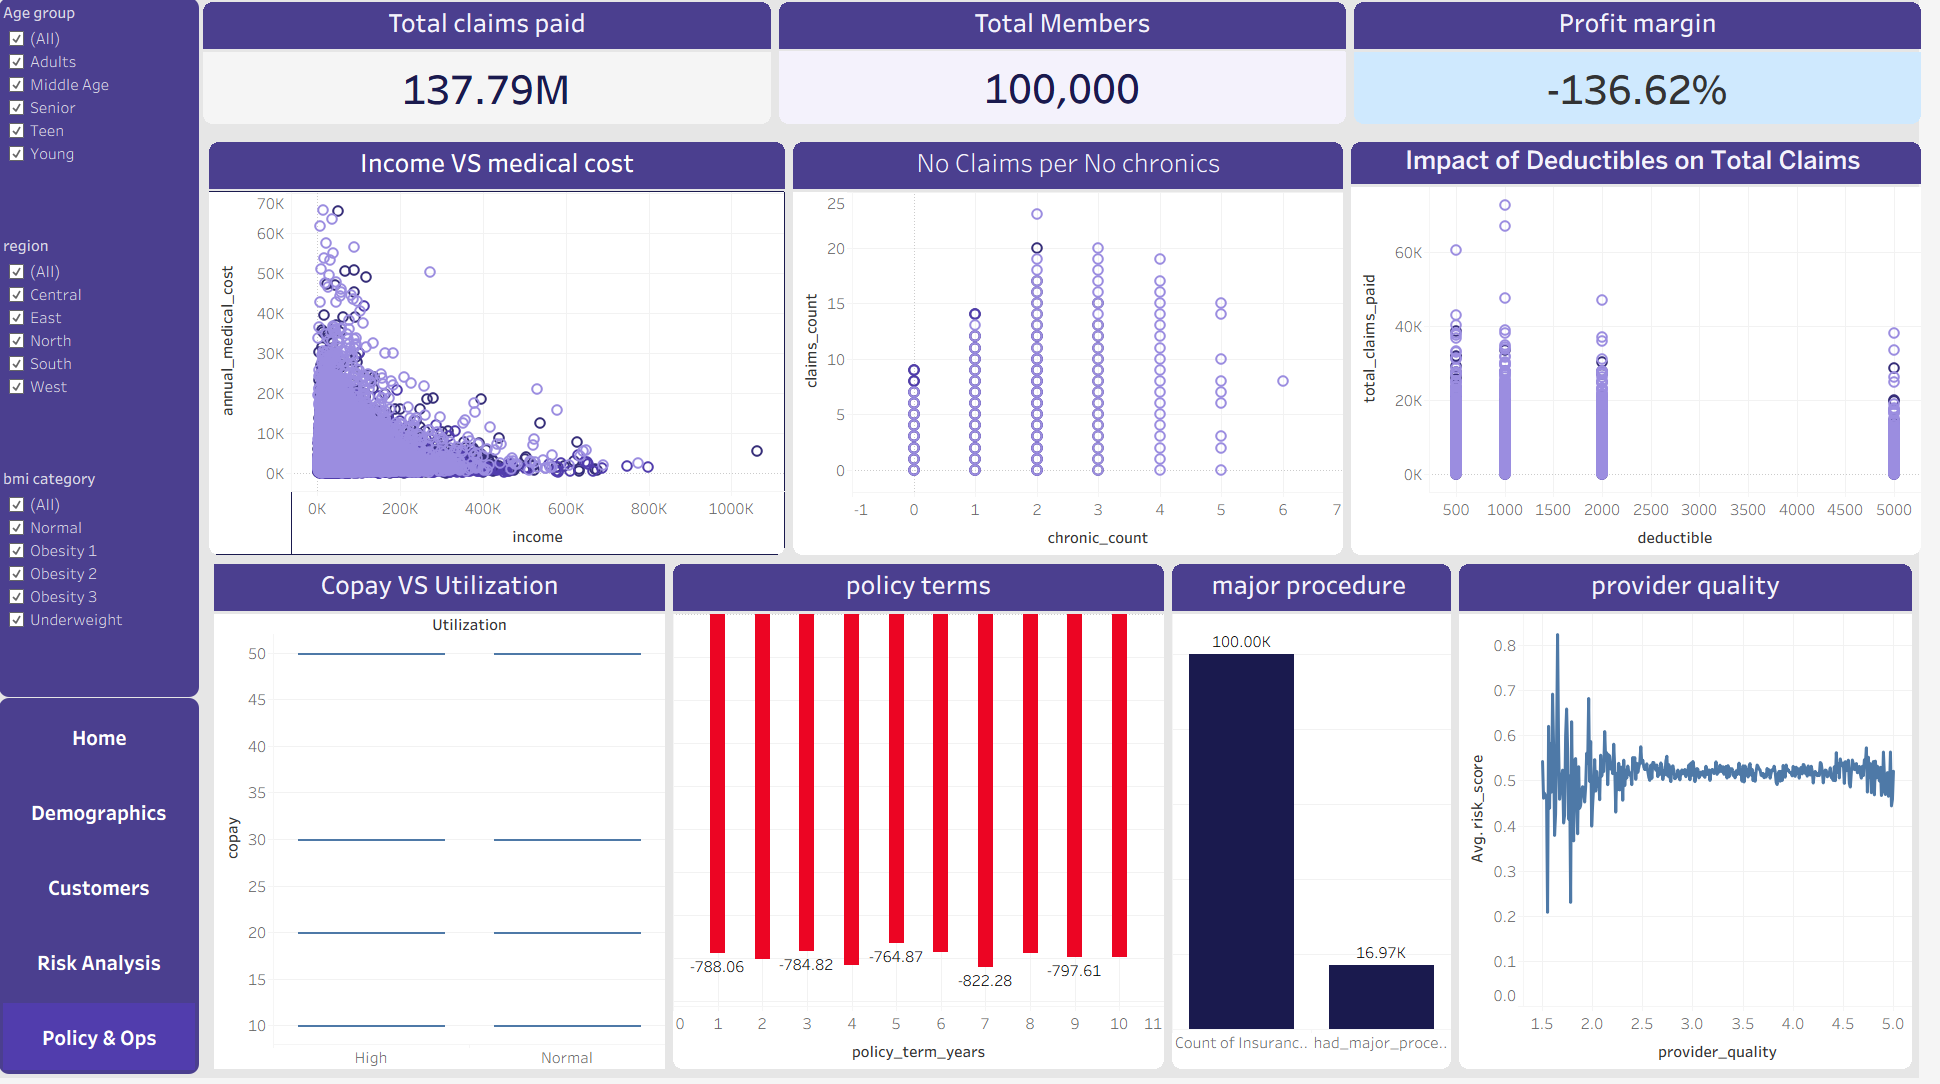 Age group
(All)
Adults
Middle Age
Senior
Teen
Young
region
(All)
Central
East
North
South
West
bmi category
(All)
Normal
Obesity 1
Obesity 2
Obesity 3
Underweight
Home
Demographics
Customers
Risk Analysis
Policy & Ops
Total claims paid
137.79M
Total Members
100,000
Profit margin
-136.62%
Income VS medical cost
annual_medical_cost
70K
60K
50K
40K
30K
20K
10K
0K
0K 200K 400K 600K 800K 1000K
income
No Claims per No chronics
claims_count
25
20
15
10
5
0
-1 0 1 2 3 4 5 6 7
chronic_count
Impact of Deductibles on Total Claims
total_claims_paid
60K
40K
20K
0K
500 1000 1500 2000 2500 3000 3500 4000 4500 5000
deductible
Copay VS Utilization
Utilization
copay
50
45
40
35
30
25
20
15
10
High Normal
policy terms
-788.06 -784.82 -764.87 -822.28 -797.61
0 1 2 3 4 5 6 7 8 9 10 11
policy_term_years
major procedure
100.00K
16.97K
Count of Insuranc.. had_major_proce..
provider quality
Avg. risk_score
0.8
0.7
0.6
0.5
0.4
0.3
0.2
0.1
0.0
1.5 2.0 2.5 3.0 3.5 4.0 4.5 5.0
provider_quality